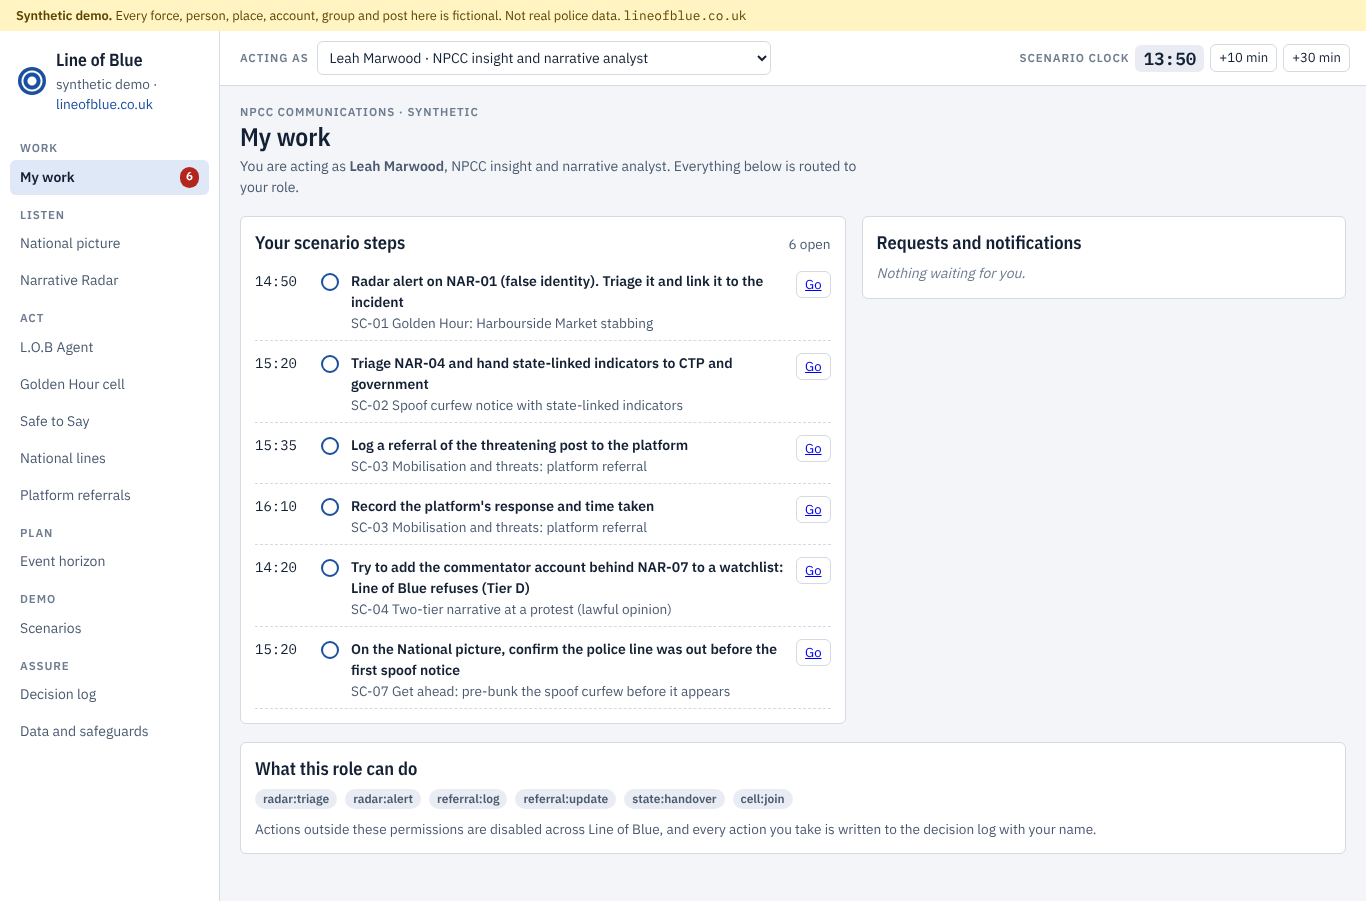 Synthetic demo. Every force, person, place, account, group and post here is fictional. Not real police data. lineofblue.co.uk
Line of Blue
synthetic demo ·
lineofblue.co.uk
WORK
My work 6
LISTEN
National picture
Narrative Radar
ACT
L.O.B Agent
Golden Hour cell
Safe to Say
National lines
Platform referrals
PLAN
Event horizon
DEMO
Scenarios
ASSURE
Decision log
Data and safeguards
ACTING AS Leah Marwood · NPCC insight and narrative analyst
SCENARIO CLOCK 13:50 +10 min +30 min
NPCC COMMUNICATIONS · SYNTHETIC
My work
You are acting as Leah Marwood, NPCC insight and narrative analyst. Everything below is routed to
your role.
Your scenario steps 6 open
14:50 Radar alert on NAR-01 (false identity). Triage it and link it to the Go
incident
SC-01 Golden Hour: Harbourside Market stabbing
15:20 Triage NAR-04 and hand state-linked indicators to CTP and Go
government
SC-02 Spoof curfew notice with state-linked indicators
15:35 Log a referral of the threatening post to the platform Go
SC-03 Mobilisation and threats: platform referral
16:10 Record the platform's response and time taken Go
SC-03 Mobilisation and threats: platform referral
14:20 Try to add the commentator account behind NAR-07 to a watchlist: Go
Line of Blue refuses (Tier D)
SC-04 Two-tier narrative at a protest (lawful opinion)
15:20 On the National picture, confirm the police line was out before the Go
first spoof notice
SC-07 Get ahead: pre-bunk the spoof curfew before it appears
Requests and notifications
Nothing waiting for you.
What this role can do
radar:triage radar:alert referral:log referral:update state:handover cell:join
Actions outside these permissions are disabled across Line of Blue, and every action you take is written to the decision log with your name.